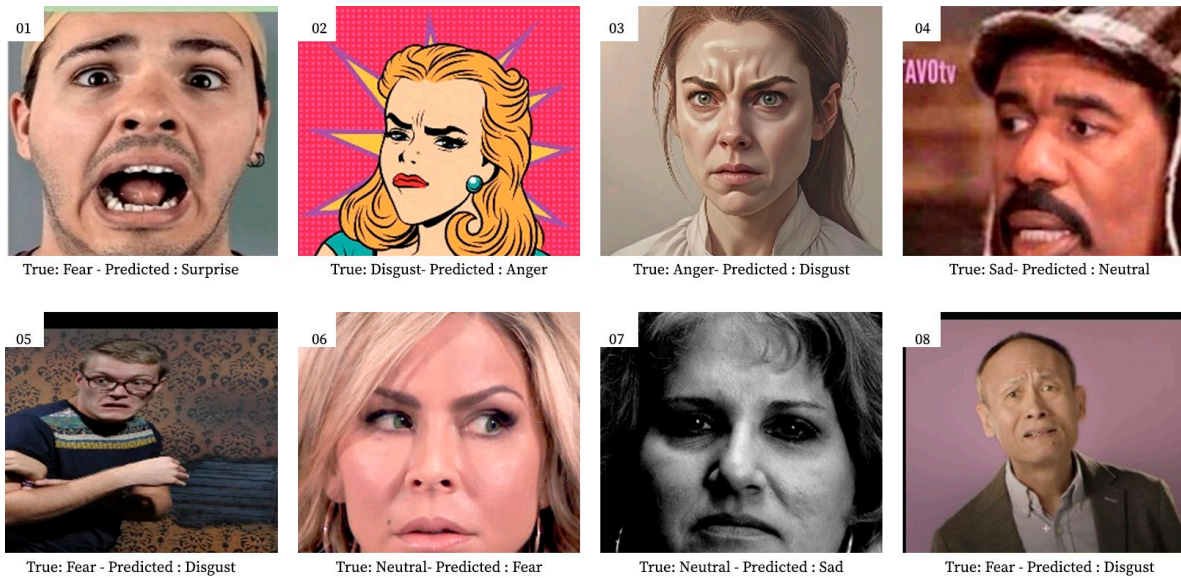 01
02
03
04
TAVOtv
True: Fear - Predicted : Surprise
True: Disgust- Predicted : Anger
True: Anger- Predicted : Disgust
True: Sad- Predicted : Neutral
05
06
07
08
True: Fear - Predicted : Disgust
True: Neutral- Predicted : Fear
True: Neutral - Predicted : Sad
True: Fear - Predicted : Disgust